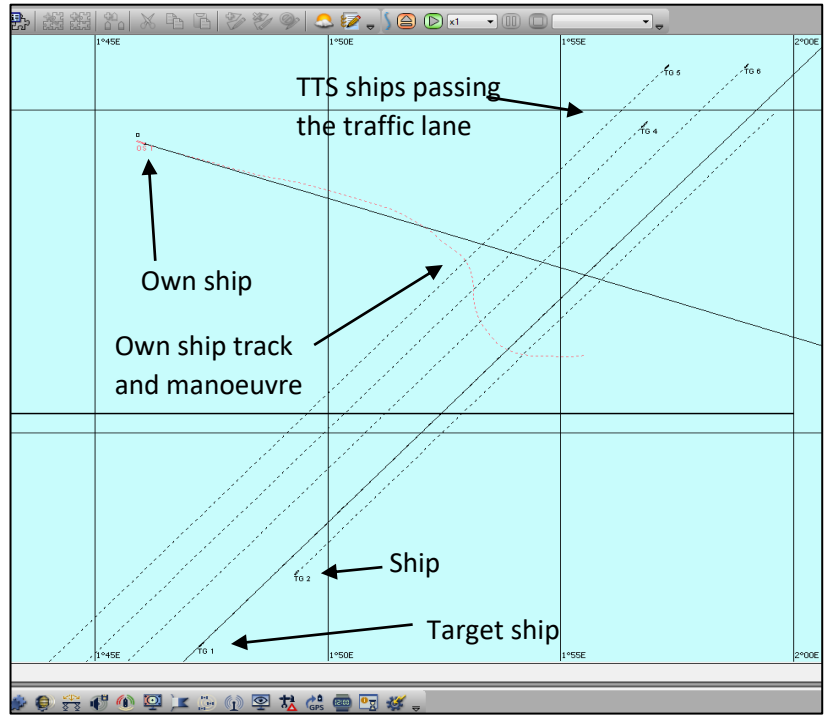 x1
1°45E 1°50E 1°55E 2°00E
TG 5 TG 6
TTS ships passing
the traffic lane
TG 4
OS 1
Own ship
Own ship track
and manoeuvre
Ship
TG 2
Target ship
TG 1
1°45E 1°50E 1°55E 2°00E
GPS